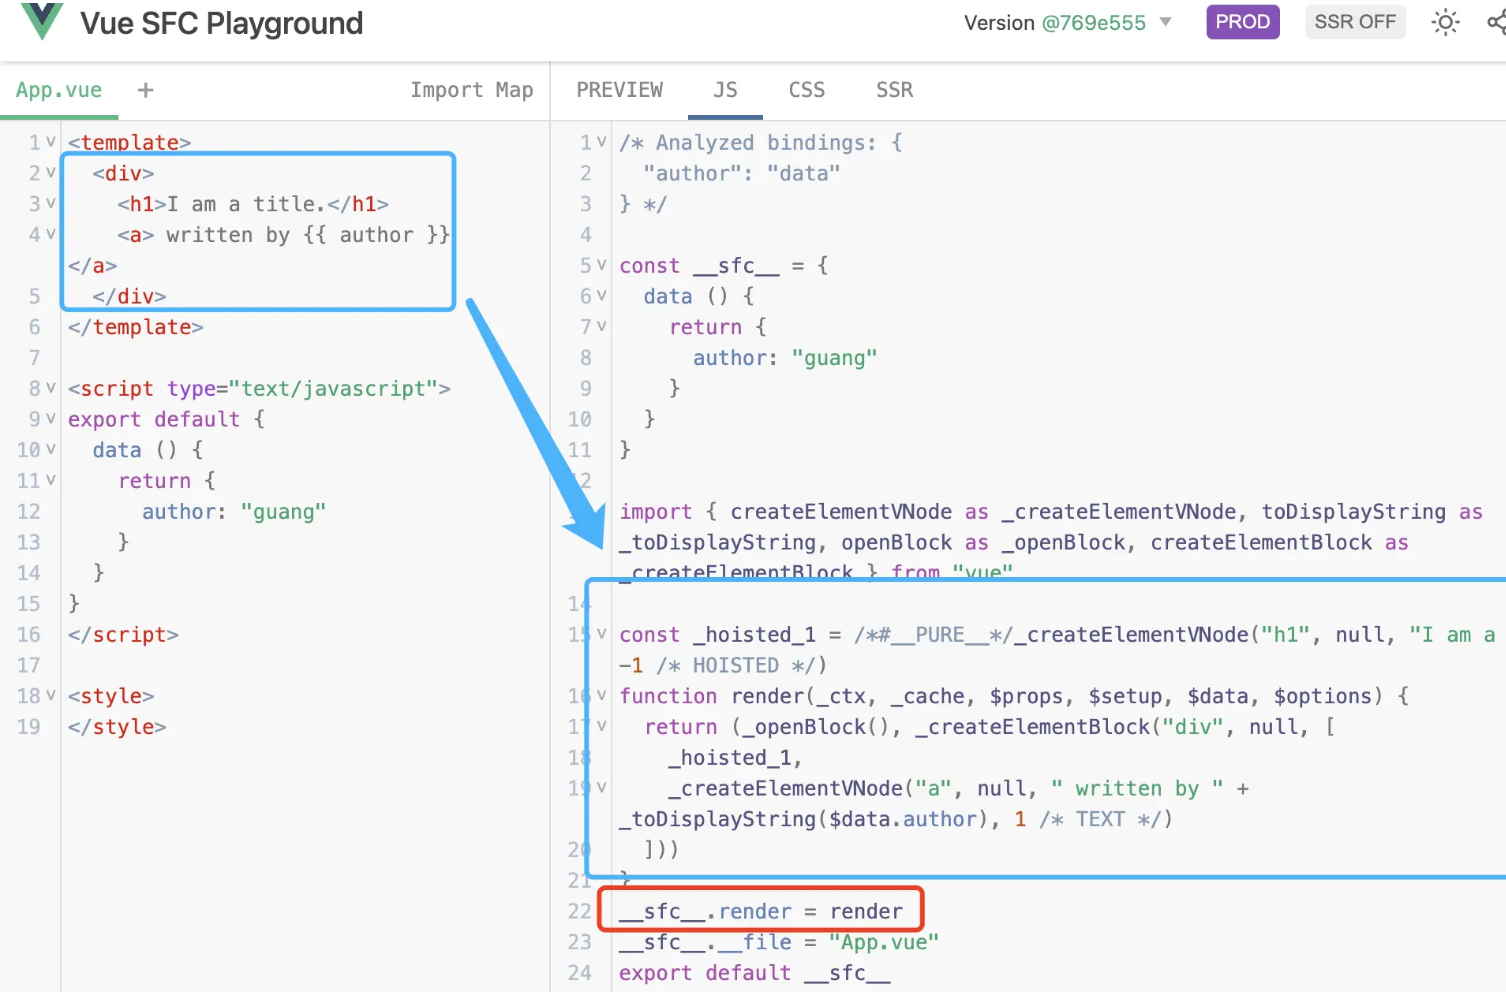 Vue SFC Playground
Version @769e555
PROD
SSR OFF
App.vue
+
Import Map
PREVIEW
JS
CSS
SSR
1 <template>
2   <div>
3     <h1>I am a title.</h1>
4     <a> written by {{ author }}
</a>
5   </div>
6 </template>
7
8 <script type="text/javascript">
9 export default {
10   data () {
11     return {
12       author: "guang"
13     }
14   }
15 }
16 </script>
17
18 <style>
19 </style>
1 /* Analyzed bindings: {
2   "author": "data"
3 } */
4
5 const __sfc__ = {
6   data () {
7     return {
8       author: "guang"
9     }
10   }
11 }
12
import { createElementVNode as _createElementVNode, toDisplayString as
_toDisplayString, openBlock as _openBlock, createElementBlock as
_createElementBlock } from "vue"
14
15 const _hoisted_1 = /*#__PURE__*/_createElementVNode("h1", null, "I am a
-1 /* HOISTED */)
16 function render(_ctx, _cache, $props, $setup, $data, $options) {
17   return (_openBlock(), _createElementBlock("div", null, [
18     _hoisted_1,
19     _createElementVNode("a", null, " written by " +
_toDisplayString($data.author), 1 /* TEXT */)
20   ]))
21 }
22 __sfc__.render = render
23 __sfc__.__file = "App.vue"
24 export default __sfc__